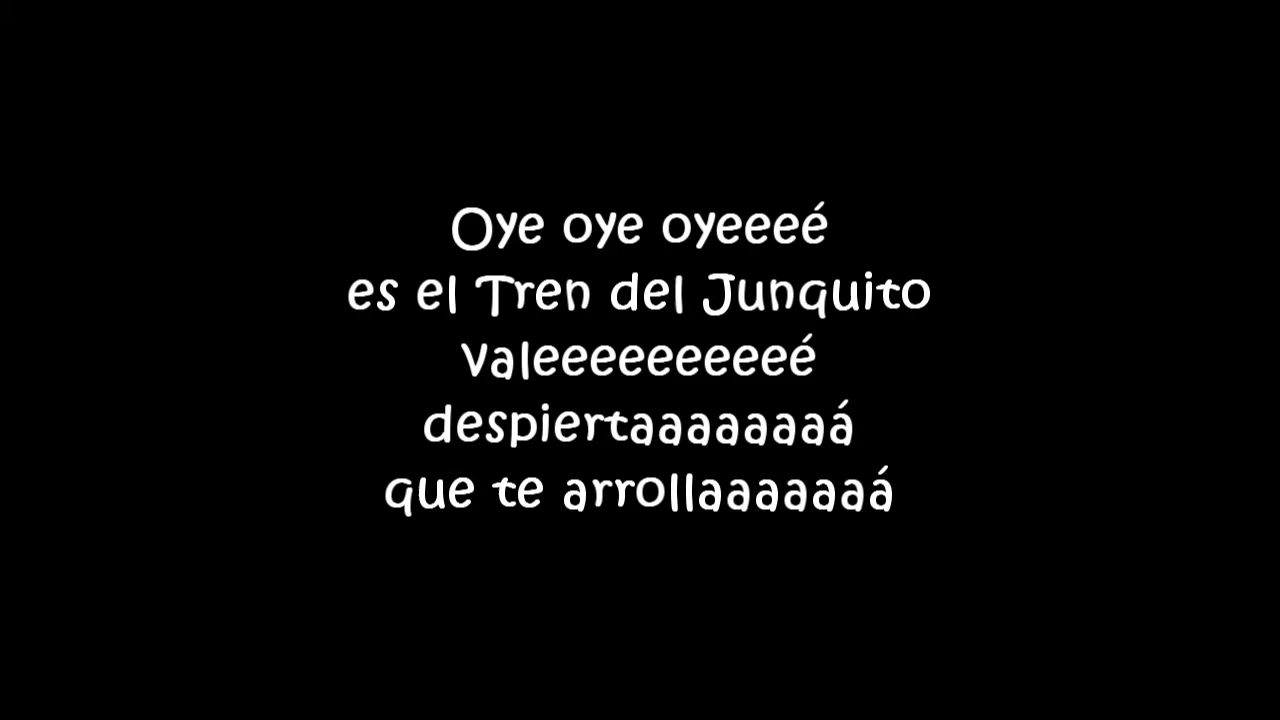 Oye oye oyeeeé
es el Tren del Junquito
valeeeeeeeeeé
despiertaaaaaaaá
que te arrollaaaaaaá